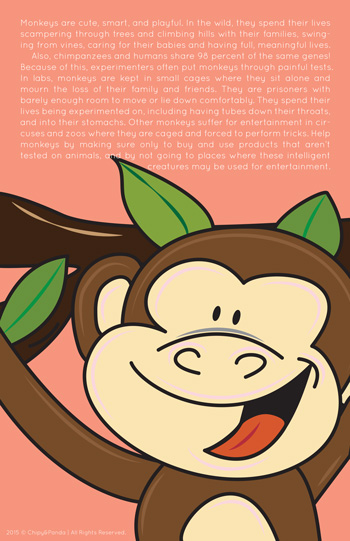 Monkeys are cute, smart, and playful. In the wild, they spend their lives
scampering through trees and climbing hills with their families, swing-
ing from vines, caring for their babies and having full, meaningful lives.
Also, chimpanzees and humans share 98 percent of the same genes!
Because of this, experimenters often put monkeys through painful tests.
In labs, monkeys are kept in small cages where they sit alone and
mourn the loss of their family and friends. They are prisoners with
barely enough room to move or lie down comfortably. They spend their
lives being experimented on, including having tubes down their throats,
and into their stomachs. Other monkeys suffer for entertainment in cir-
cuses and zoos where they are caged and forced to perform tricks. Help
monkeys by making sure only to buy and use products that aren't
tested on animals, and by not going to places where these intelligent
creatures may be used for entertainment.
2015 © Chip&Panda | All Rights Reserved.